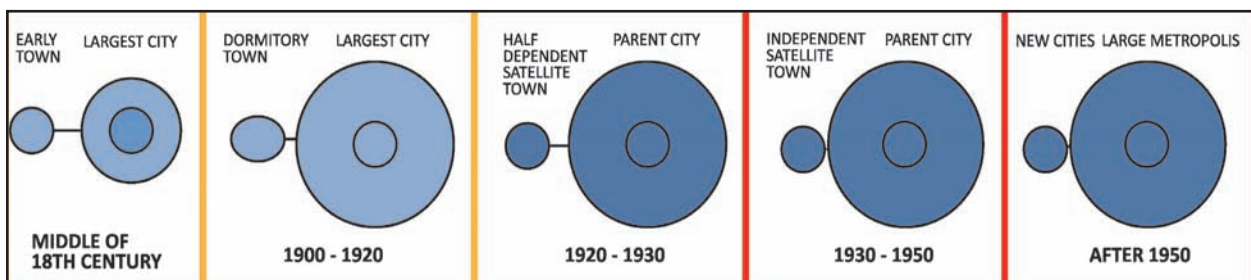 EARLY
TOWN
LARGEST CITY
MIDDLE OF
18TH CENTURY
DORMITORY
TOWN
LARGEST CITY
1900 - 1920
HALF
DEPENDENT
SATELLITE
TOWN
PARENT CITY
1920 - 1930
INDEPENDENT
SATELLITE
TOWN
PARENT CITY
1930 - 1950
NEW CITIES
LARGE METROPOLIS
AFTER 1950